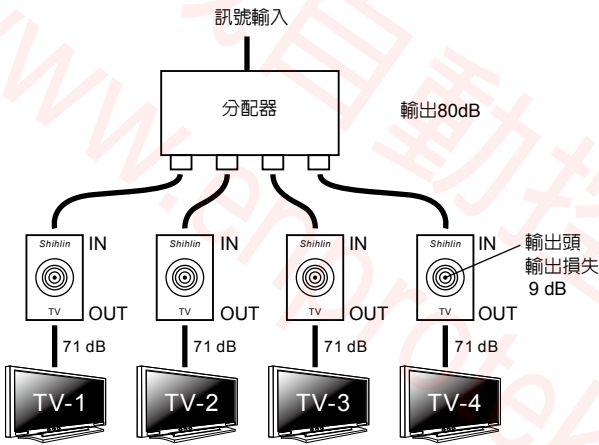 訊號輸入
分配器
輸出80dB
Shihlin
IN
Shihlin
IN
Shihlin
IN
Shihlin
IN
輸出頭
輸出損失
9 dB
TV
OUT
TV
OUT
TV
OUT
TV
OUT
71 dB
71 dB
71 dB
71 dB
TV-1
TV-2
TV-3
TV-4